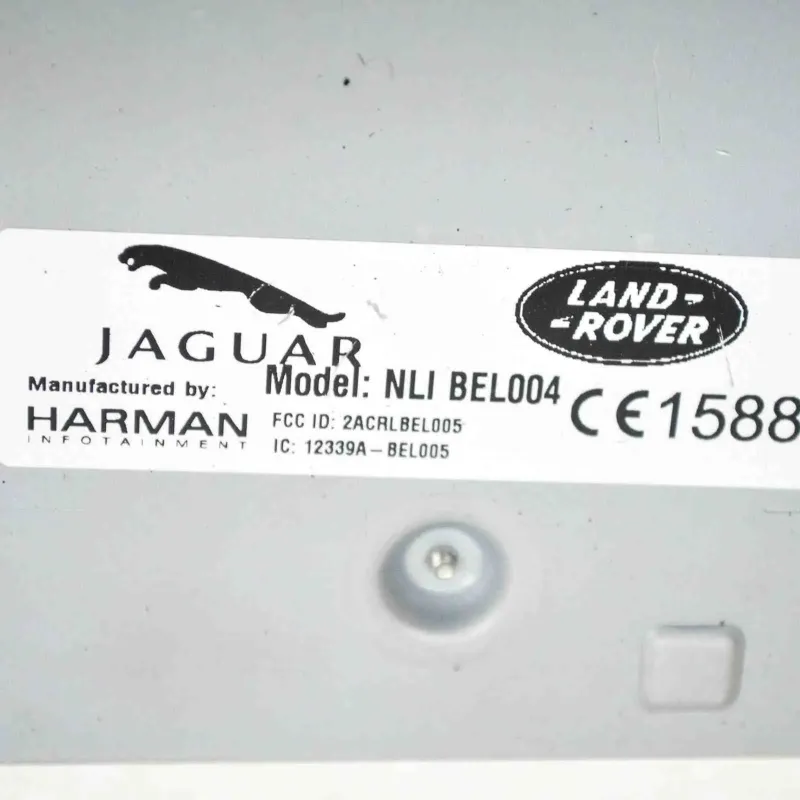 JAGUAR
LAND-
-ROVER
Manufactured by:
HARMAN
INFOTAINMENT
Model: NLI BEL004
FCC ID: 2ACRLBEL005
IC: 12339A-BEL005
CE1588